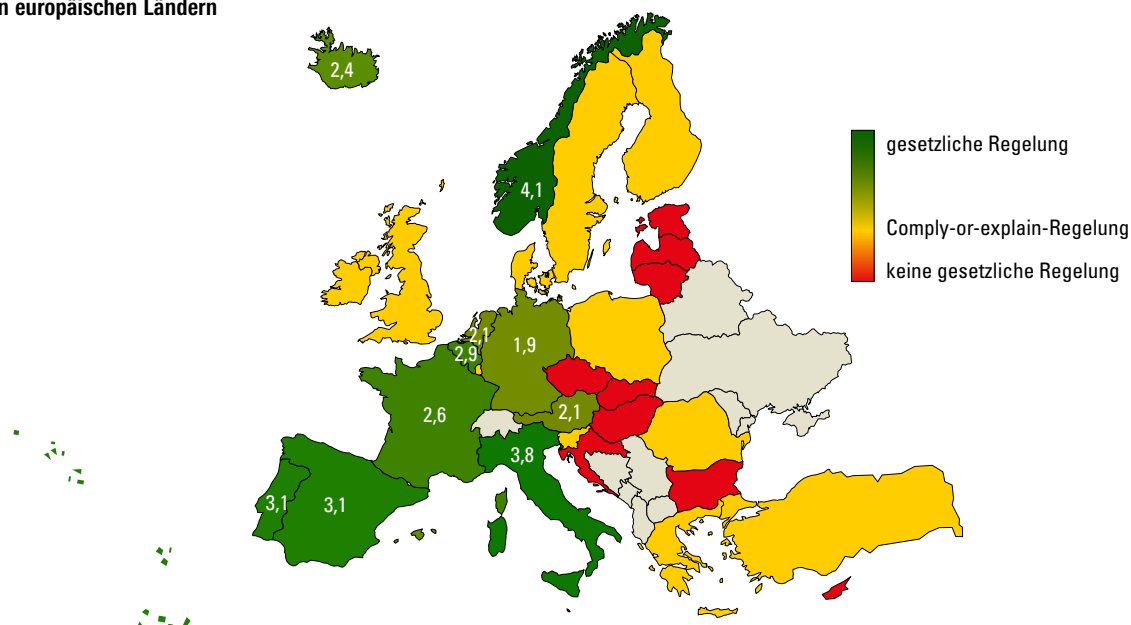 n europäischen Ländern
2,4
gesetzliche Regelung
4,1
Comply-or-explain-Regelung
keine gesetzliche Regelung
2,1
1,9
2,9
2,6
2,1
3,8
3,1
3,1